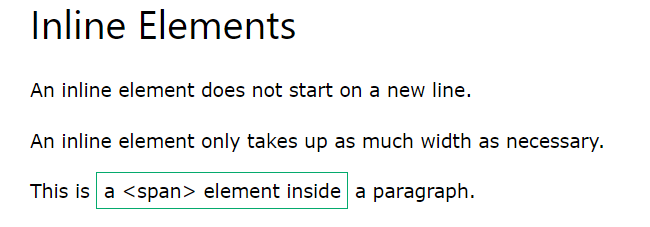 Inline Elements
An inline element does not start on a new line.
An inline element only takes up as much width as necessary.
This is a <span> element inside a paragraph.